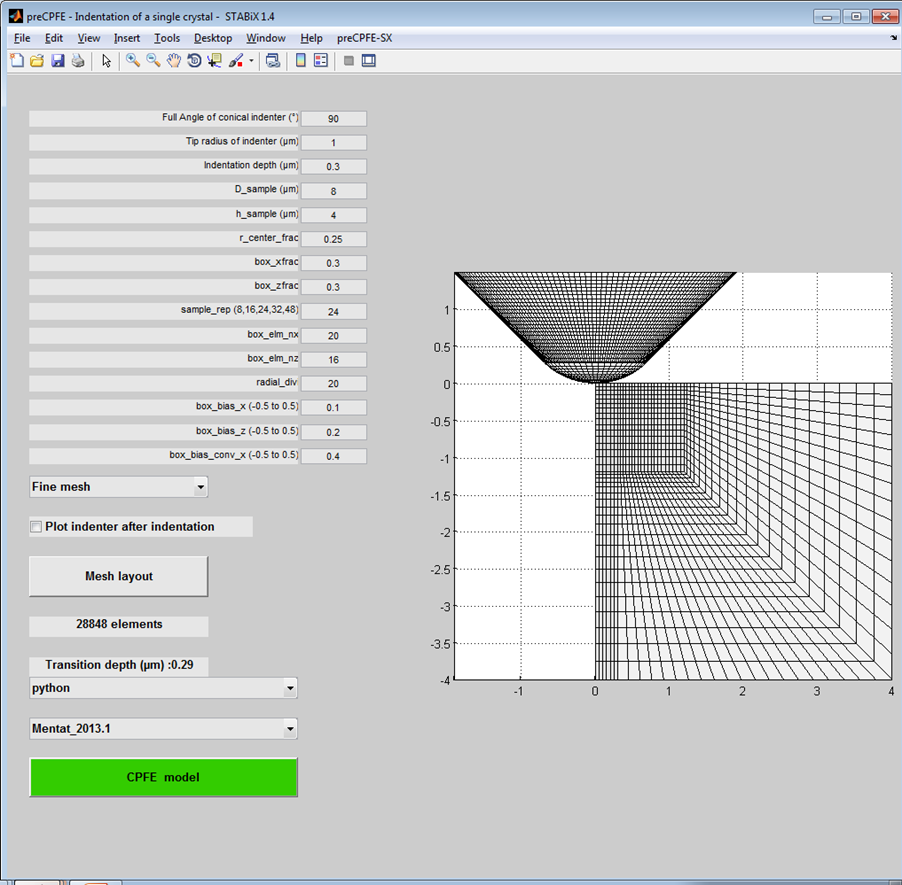 preCPFE - Indentation of a single crystal - STABiX 1.4
File Edit View Insert Tools Desktop Window Help preCPFE-SX
Full Angle of conical indenter (°) 90
Tip radius of indenter (µm) 1
Indentation depth (µm) 0.3
D_sample (µm) 8
h_sample (µm) 4
r_center_frac 0.25
box_xfrac 0.3
box_zfrac 0.3
sample_rep (8,16,24,32,48) 24
box_elm_nx 20
box_elm_nz 16
radial_div 20
box_bias_x (-0.5 to 0.5) 0.1
box_bias_z (-0.5 to 0.5) 0.2
box_bias_conv_x (-0.5 to 0.5) 0.4
Fine mesh
Plot indenter after indentation
Mesh layout
28848 elements
Transition depth (µm) :0.29
python
Mentat_2013.1
CPFE model
1
0.5
0
-0.5
-1
-1.5
-2
-2.5
-3
-3.5
-4
-1 0 1 2 3 4